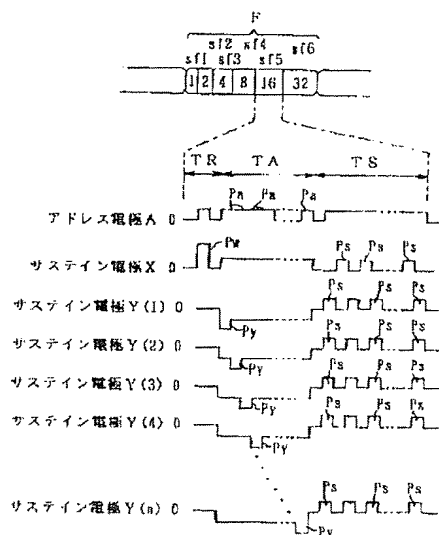 F
sf2 sf4 sf6
sf1 sf3 sf5
1 2 4 8 16 32
TR TA TS
Pa Pa Pa
アドレス電極A 0
Pw Ps Ps Ps
サステイン電極X 0
Ps Ps Ps
サステイン電極Y(1) 0
Py Ps Ps Ps
サステイン電極Y(2) 0
Py Ps Ps Ps
サステイン電極Y(3) 0
Py Ps Ps Ps
サステイン電極Y(4) 0
Py
Ps Ps Ps
サステイン電極Y(n) 0
Py